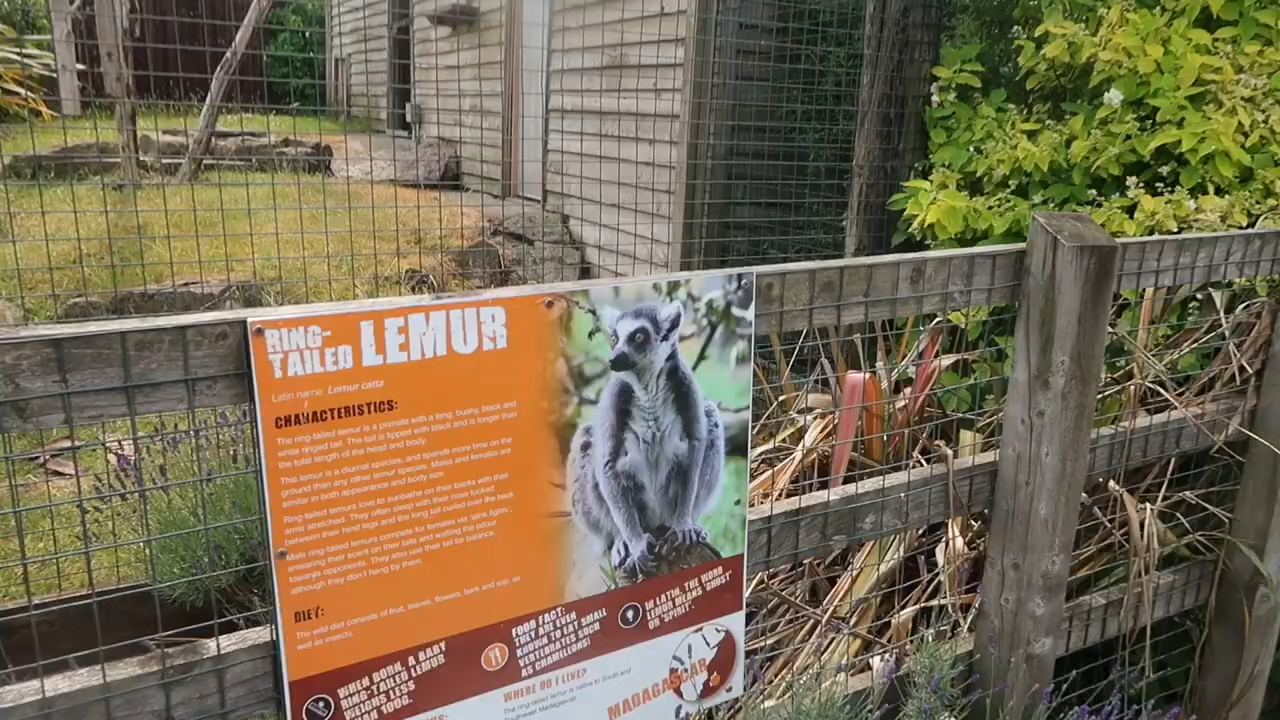 RING-
TAILED LEMUR
Latin name: Lemur catta
CHARACTERISTICS:
The ring-tailed lemur is a primate with a long, bushy, black and
white ringed tail. The tail is tipped with black and is longer than
the total length of the head and body.
This lemur is a diurnal species, and spends more time on the
ground than any other lemur species. Males and females are
similar in both appearance and body size.
Ring-tailed lemurs love to sunbathe on their backs with their
arms stretched. They often sleep with their nose tucked
between their hind legs and the long tail curled over the back
Male ring-tailed lemurs compete for females via 'stink fights',
smearing their scent on their tails and wafting the odour
towards opponents. They also use their tail for balance,
although they don't hang by them.
DIET:
The wild diet consists of fruit, leaves, flowers, bark and sap, as
well as insects.
WHEN BORN, A BABY
RING-TAILED LEMUR
WEIGHS LESS
THAN 100G.
FOOD FACT:
THEY ARE EVEN
KNOWN TO EAT SMALL
VERTEBRATES SUCH
AS CHAMELEONS!
IN LATIN, THE WORD
LEMUR MEANS 'GHOST'
OR 'SPIRIT'.
WHERE DO I LIVE?
The ring-tailed lemur is native to South and
Southeast Madagascar
MADAGASCAR